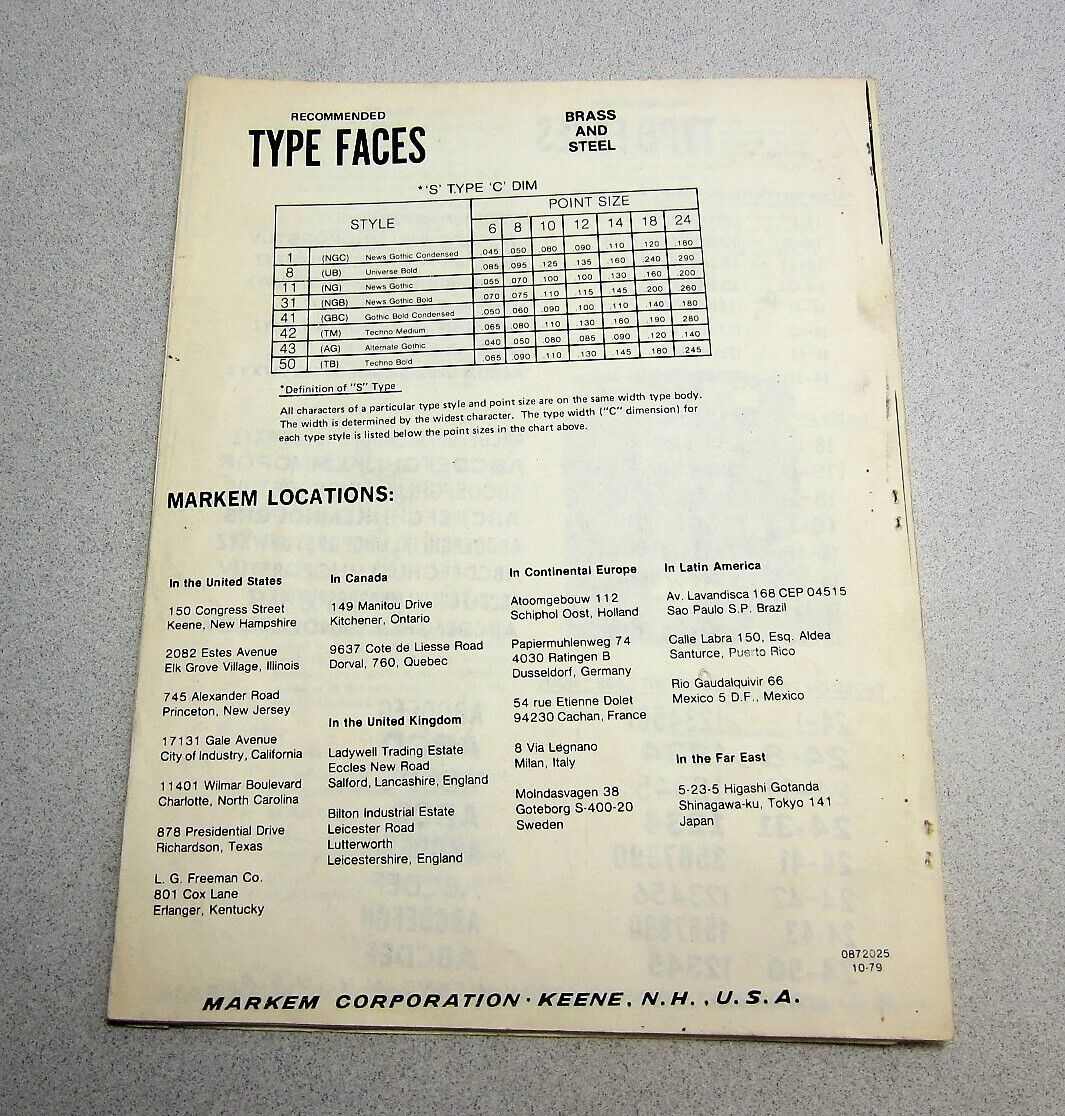 RECOMMENDED
TYPE FACES
BRASS
AND
STEEL
*'S' TYPE 'C' DIM
STYLE POINT SIZE
6 8 10 12 14 18 24
1 (NGC) News Gothic Condensed .045 .050 .080 .090 .110 .120 .180
8 (UB) Universe Bold .085 .095 .125 .135 .160 .240 .290
11 (NG) News Gothic .055 .070 .100 .100 .130 .160 .200
31 (NGB) News Gothic Bold .070 .075 .110 .115 .145 .200 .260
41 (GBC) Gothic Bold Condensed .050 .060 .090 .100 .110 .140 .180
42 (TM) Techno Medium .065 .080 .110 .130 .160 .190 .280
43 (AG) Alternate Gothic .040 .050 .080 .085 .090 .120 .140
50 (TB) Techno Bold .065 .090 .110 .130 .145 .180 .245
*Definition of "S" Type
All characters of a particular type style and point size are on the same width type body.
The width is determined by the widest character. The type width ("C" dimension) for
each type style is listed below the point sizes in the chart above.
MARKEM LOCATIONS:
In the United States
150 Congress Street
Keene, New Hampshire
2082 Estes Avenue
Elk Grove Village, Illinois
745 Alexander Road
Princeton, New Jersey
17131 Gale Avenue
City of Industry, California
11401 Wilmar Boulevard
Charlotte, North Carolina
878 Presidential Drive
Richardson, Texas
L. G. Freeman Co.
801 Cox Lane
Erlanger, Kentucky
In Canada
149 Manitou Drive
Kitchener, Ontario
9637 Cote de Liesse Road
Dorval, 760, Quebec
In the United Kingdom
Ladywell Trading Estate
Eccles New Road
Salford, Lancashire, England
Bilton Industrial Estate
Leicester Road
Lutterworth
Leicestershire, England
In Continental Europe
Atoomgebouw 112
Schiphol Oost, Holland
Papiermuhlenweg 74
4030 Ratingen B
Dusseldorf, Germany
54 rue Etienne Dolet
94230 Cachan, France
8 Via Legnano
Milan, Italy
Molndasvagen 38
Goteborg S-400-20
Sweden
In Latin America
Av. Lavandisca 168 CEP 04515
Sao Paulo S.P. Brazil
Calle Labra 150, Esq. Aldea
Santurce, Puerto Rico
Rio Gaudalquivir 66
Mexico 5 D.F., Mexico
In the Far East
5-23-5 Higashi Gotanda
Shinagawa-ku, Tokyo 141
Japan
0872025
10-79
MARKEM CORPORATION · KEENE, N.H., U.S.A.